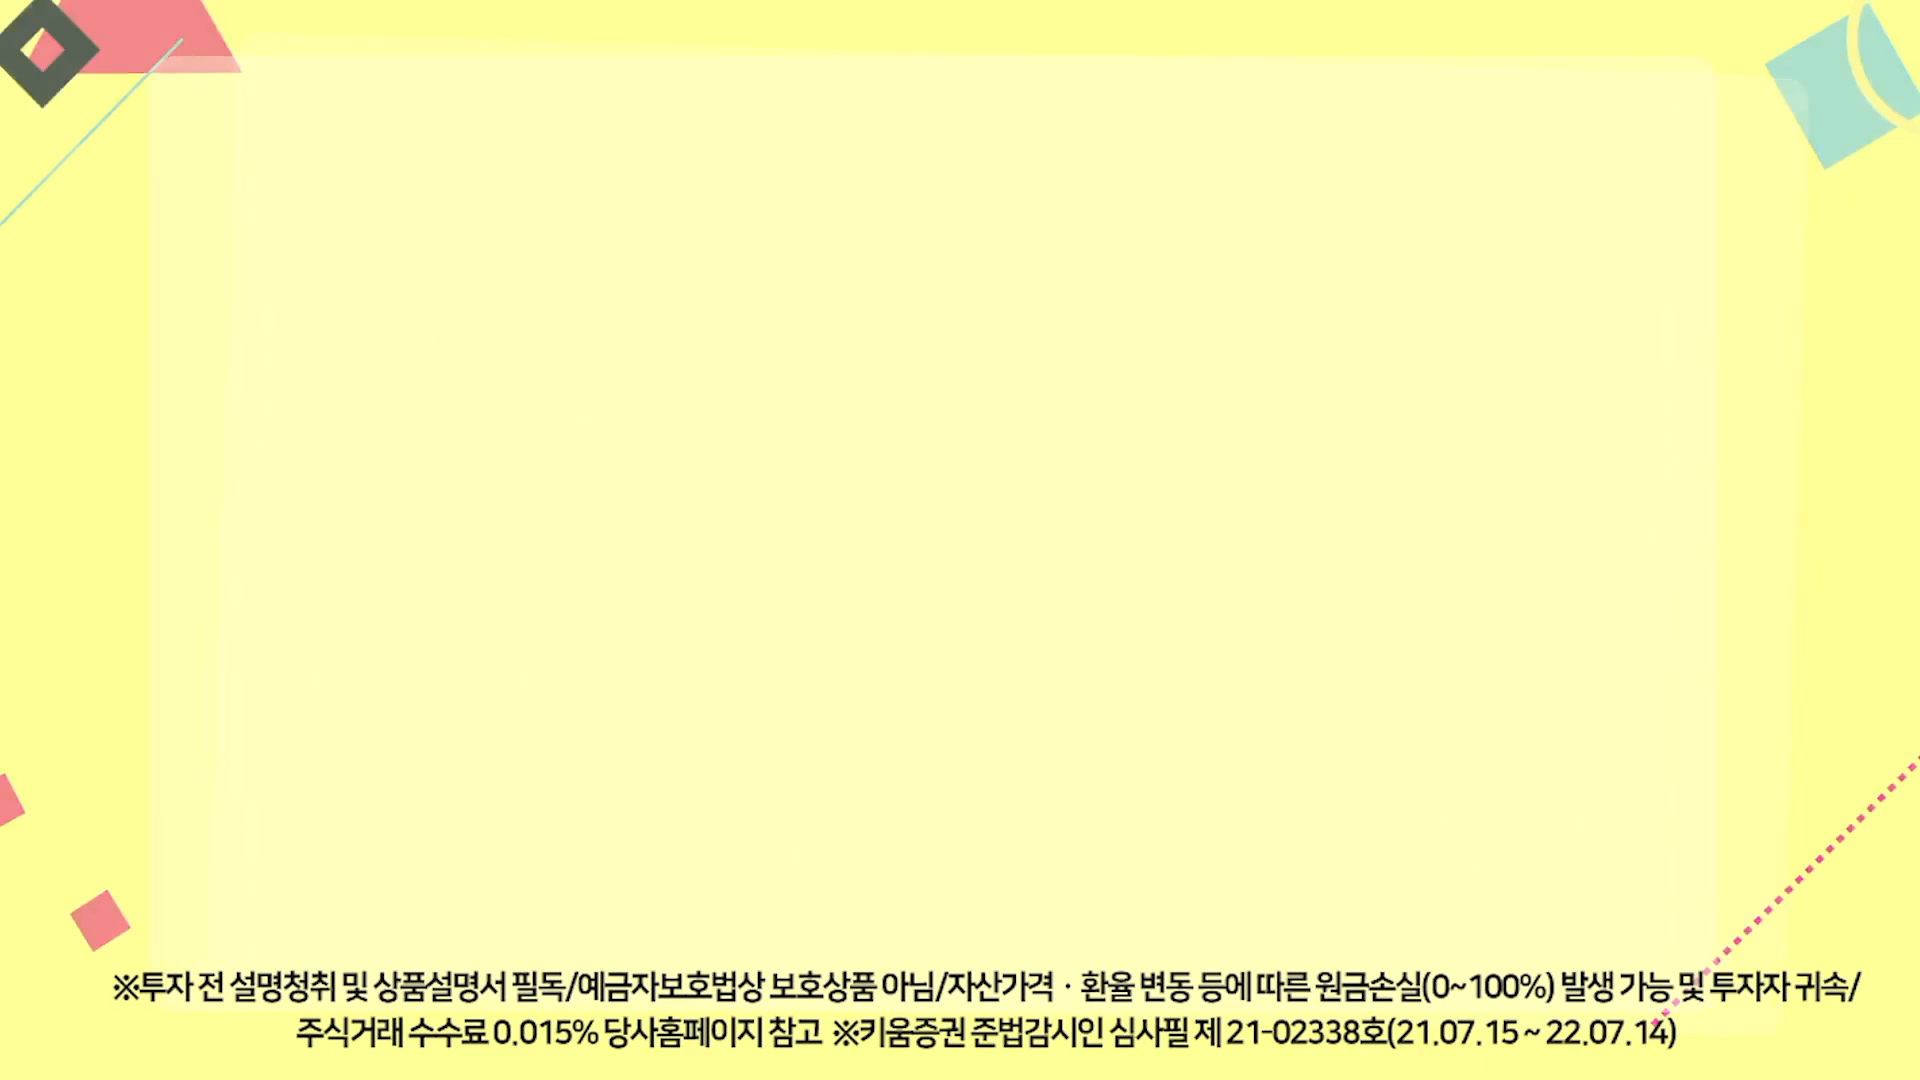 ※투자 전 설명청취 및 상품설명서 필독/예금자보호법상 보호상품 아님/자산가격 · 환율 변동 등에 따른 원금손실(0~100%) 발생 가능 및 투자자 귀속/
주식거래 수수료 0.015% 당사홈페이지 참고 ※키움증권 준법감시인 심사필 제 21-02338호(21.07.15 ~ 22.07.14)